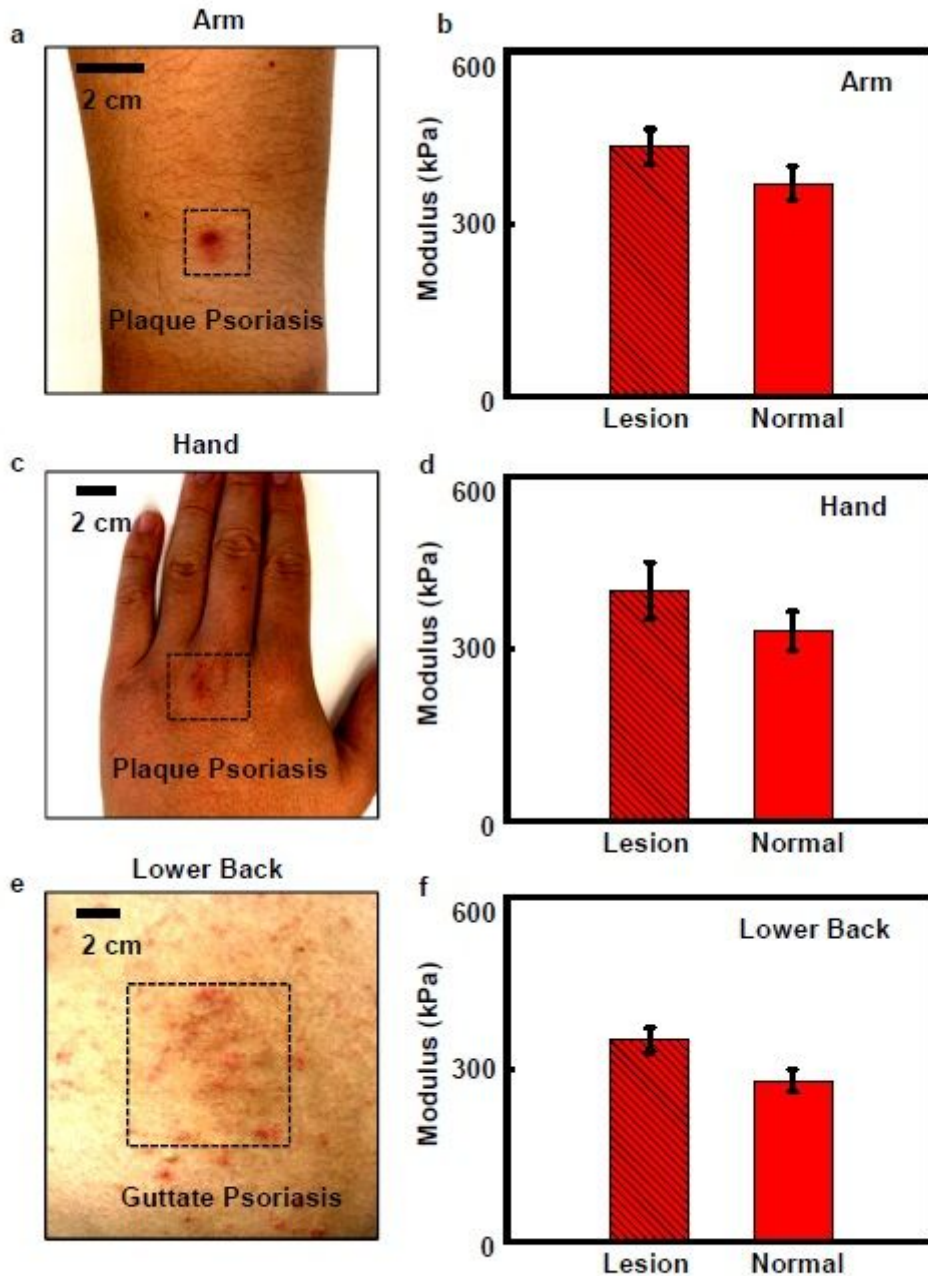 a
Arm
2 cm
Plaque Psoriasis
b
600
Arm
Modulus (kPa)
300
0
Lesion
Normal
c
Hand
2 cm
Plaque Psoriasis
d
600
Hand
Modulus (kPa)
300
0
Lesion
Normal
e
Lower Back
2 cm
Guttate Psoriasis
f
600
Lower Back
Modulus (kPa)
300
0
Lesion
Normal